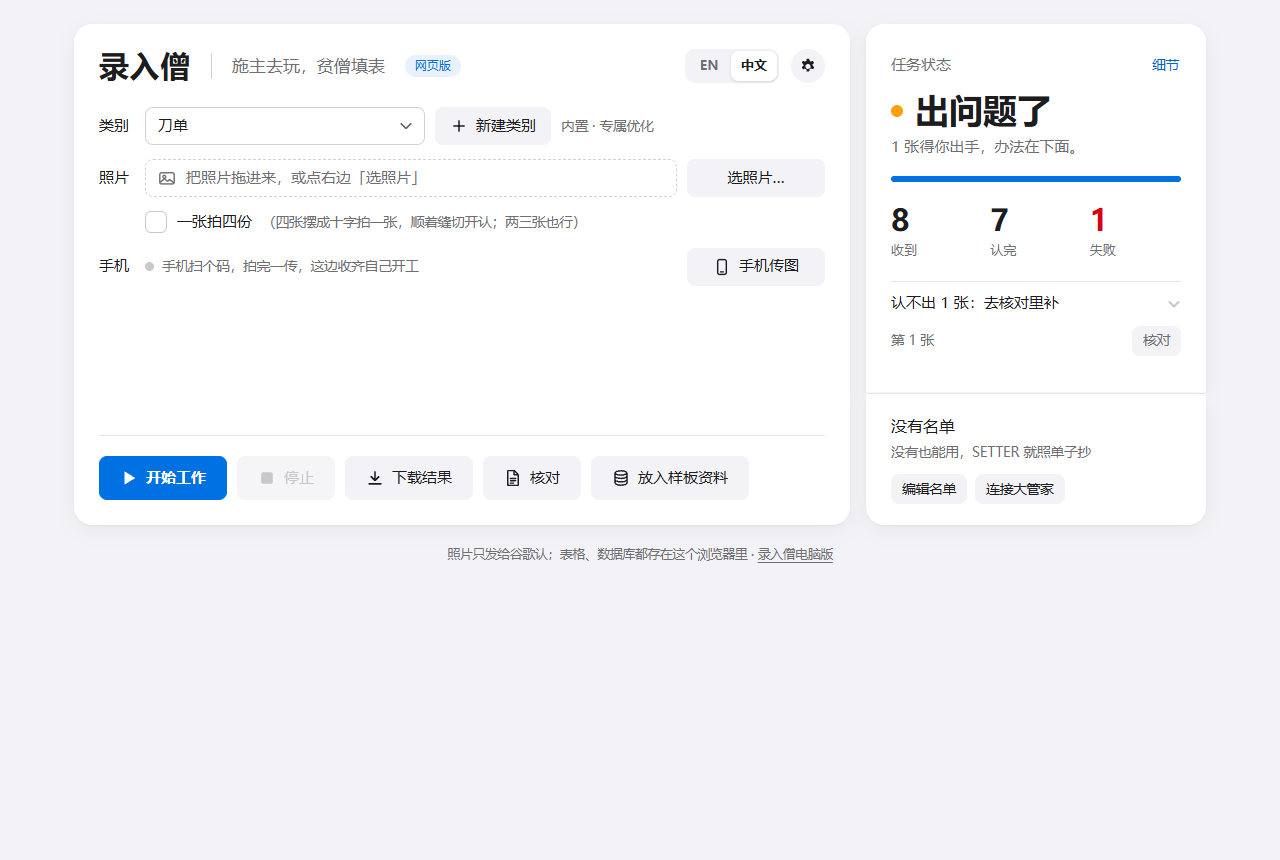 录入僧
施主去玩，贫僧填表
网页版
EN
中文
类别
刀单
新建类别
内置 · 专属优化
照片
把照片拖进来，或点右边「选照片」
选照片...
一张拍四份
（四张摆成十字拍一张，顺着缝切开认；两三张也行）
手机
手机扫个码，拍完一传，这边收齐自己开工
手机传图
开始工作
停止
下载结果
核对
放入样板资料
任务状态
细节
出问题了
1 张得你出手，办法在下面。
8
7
1
收到
认完
失败
认不出 1 张：去核对里补
第 1 张
核对
没有名单
没有也能用，SETTER 就照单子抄
编辑名单
连接大管家
照片只发给谷歌认；表格、数据库都存在这个浏览器里 · 录入僧电脑版